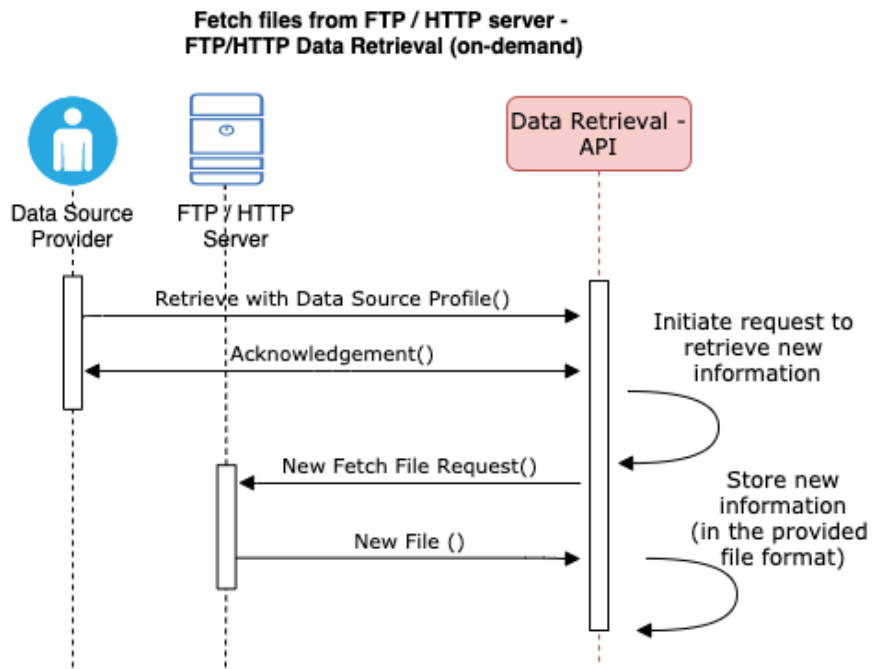 Fetch files from FTP / HTTP server -
FTP/HTTP Data Retrieval (on-demand)
Data Retrieval -
API
Data Source
Provider
FTP / HTTP
Server
Retrieve with Data Source Profile()
Initiate request to
retrieve new
information
Acknowledgement()
New Fetch File Request()
Store new
information
(in the provided
file format)
New File ()